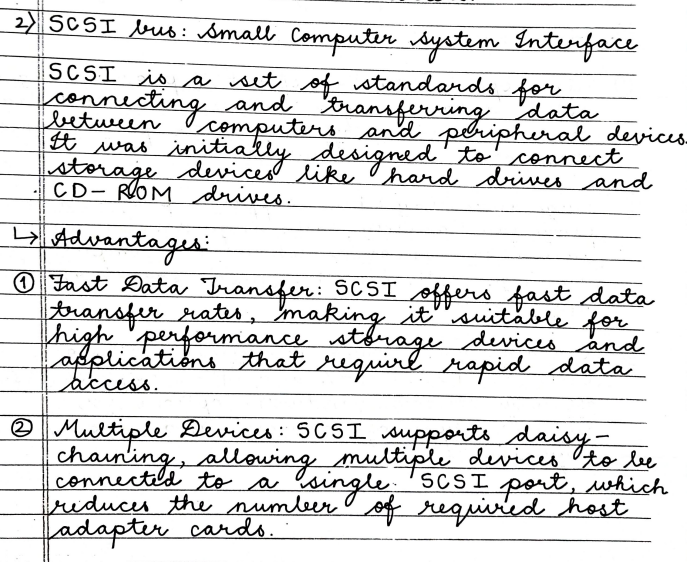 2) SCSI bus: Small Computer System Interface
SCSI is a set of standards for
connecting and transferring data
between computers and peripheral devices.
It was initially designed to connect
storage devices like hard drives and
CD-ROM drives.
↳ Advantages:
① Fast Data Transfer: SCSI offers fast data
transfer rates, making it suitable for
high performance storage devices and
applications that require rapid data
access.
② Multiple Devices: SCSI supports daisy-
chaining, allowing multiple devices to be
connected to a single SCSI port, which
reduces the number of required host
adapter cards.